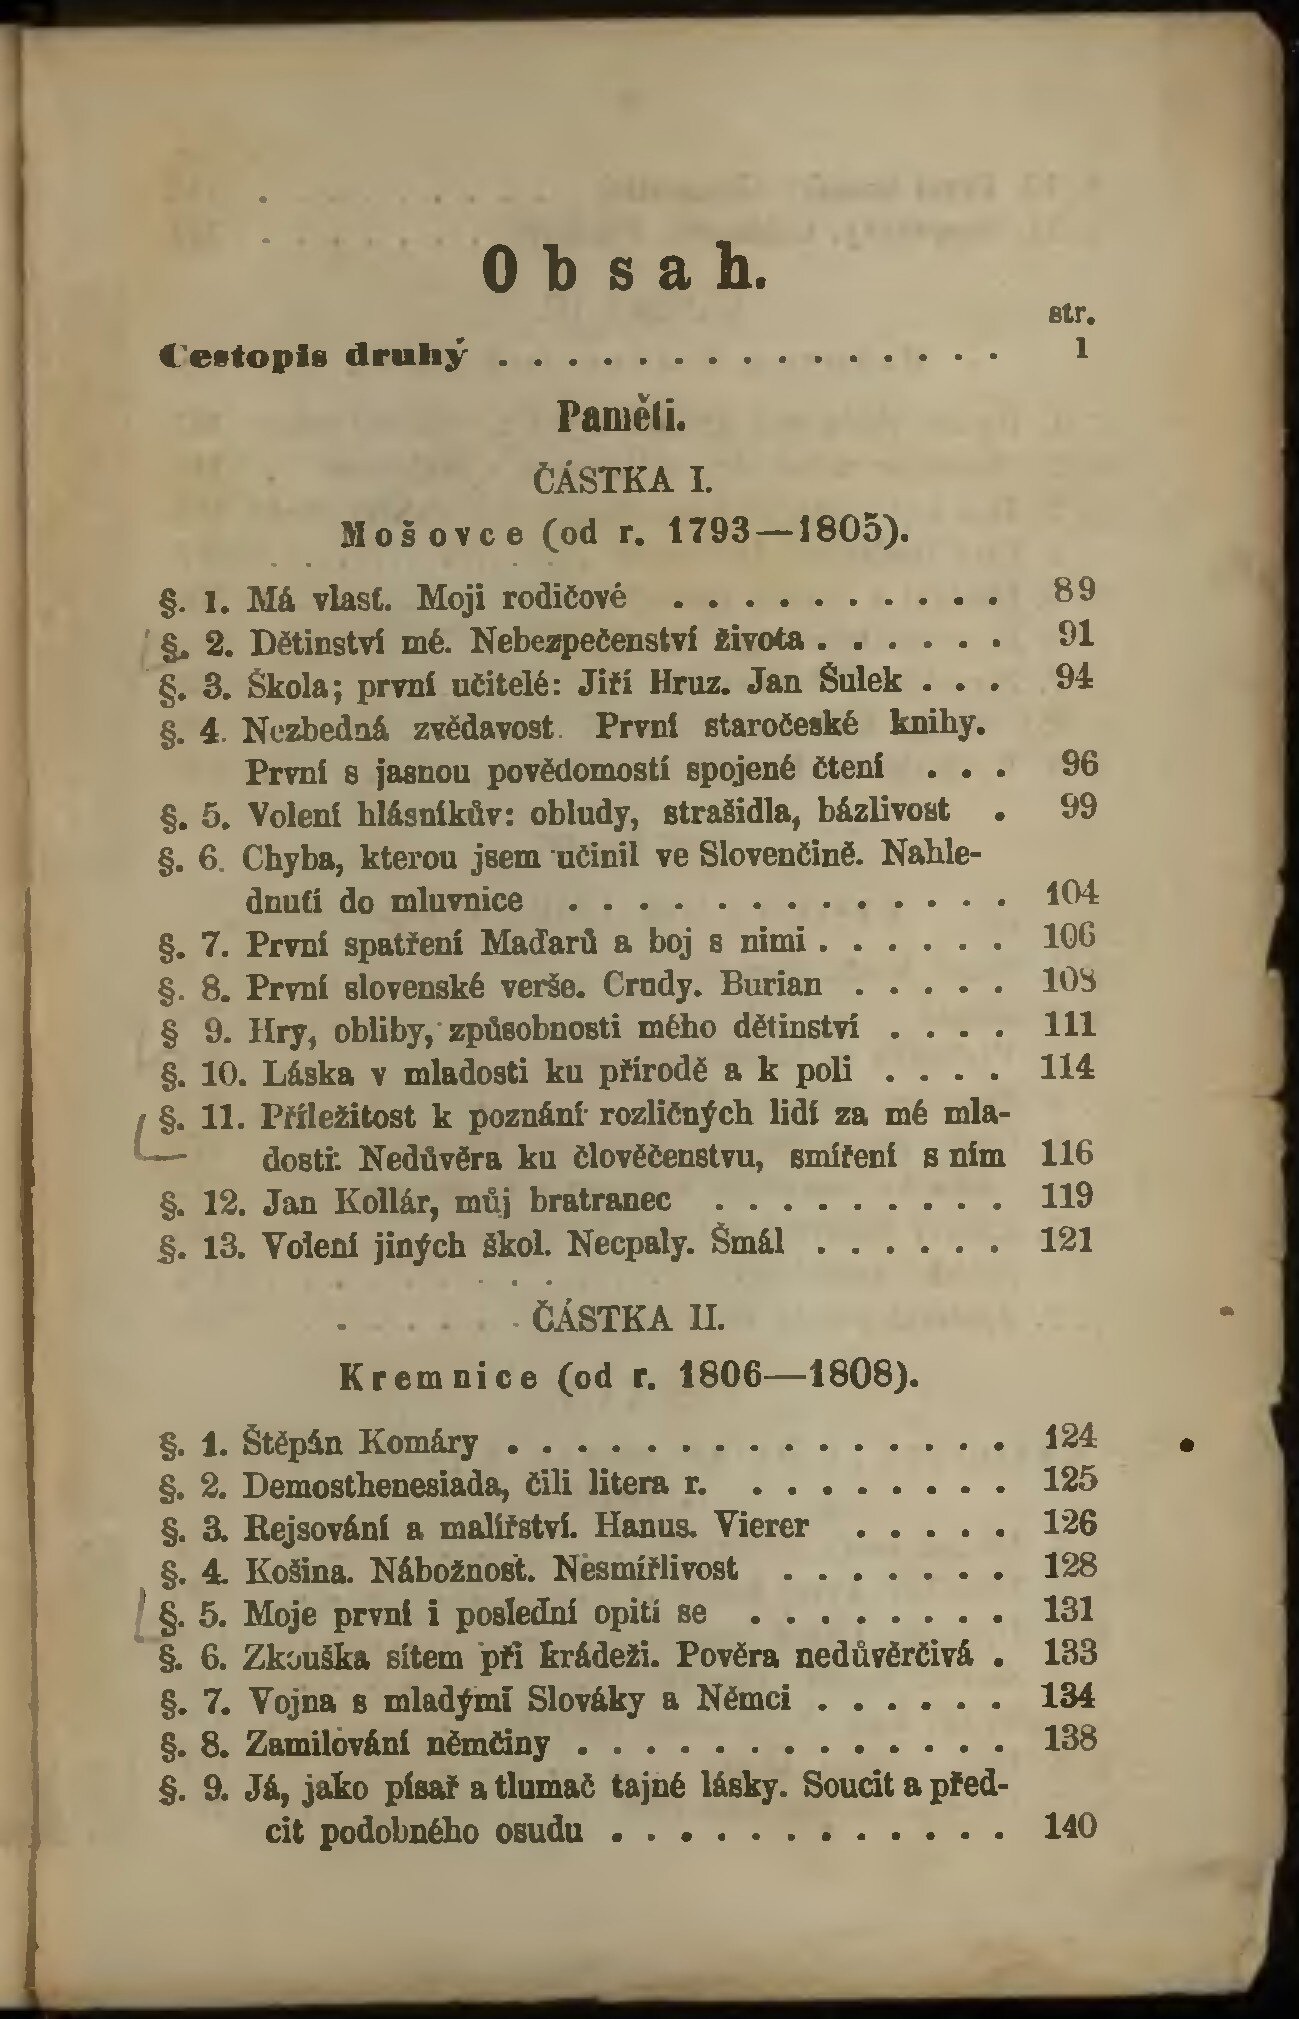 Obsah.
str.
Cestopis druhý . . . . . . . . . . . . . . . 1
Paměti.
ČÁSTKA I.
Mošovce (od r. 1793—1805).
§. 1. Má vlasť. Moji rodičové . . . . . . . . . . 89
§. 2. Dětinství mé. Nebezpečenství života . . . . . . 91
§. 3. Škola; první učitelé: Jiří Hruz. Jan Šulek . . . 94
§. 4. Nezbedná zvědavost. První staročeské knihy.
První s jasnou povědomostí spojené čtení . . . 96
§. 5. Volení hlásníkův: obludy, strašidla, bázlivost . 99
§. 6. Chyba, kterou jsem učinil ve Slovenčině. Nahle-
dnutí do mluvnice . . . . . . . . . . . . . 104
§. 7. První spatření Maďarů a boj s nimi . . . . . . 106
§. 8. První slovenské verše. Crudy. Burian . . . . . 108
§ 9. Hry, obliby, způsobnosti mého dětinství . . . . 111
§. 10. Láska v mladosti ku přírodě a k poli . . . . 114
§. 11. Příležitost k poznání rozličných lidí za mé mla-
dosti. Nedůvěra ku člověčenstvu, smíření s ním 116
§. 12. Jan Kollár, můj bratranec . . . . . . . . . 119
§. 13. Volení jiných škol. Necpaly. Šmál . . . . . . 121
ČÁSTKA II.
Kremnice (od r. 1806—1808).
§. 1. Štěpán Komáry . . . . . . . . . . . . . . . 124
§. 2. Demosthenesiada, čili litera r. . . . . . . . . 125
§. 3. Rejsování a malířství. Hanus. Vierer . . . . . 126
§. 4. Košina. Nábožnost. Nesmířlivost . . . . . . . 128
§. 5. Moje první i poslední opití se . . . . . . . . 131
§. 6. Zkouška sítem při krádeži. Pověra nedůvěrčivá . 133
§. 7. Vojna s mladými Slováky a Němci . . . . . . 134
§. 8. Zamilování němčiny . . . . . . . . . . . . . 138
§. 9. Já, jako písař a tlumač tajné lásky. Soucit a před-
cit podobného osudu . . . . . . . . . . . . 140